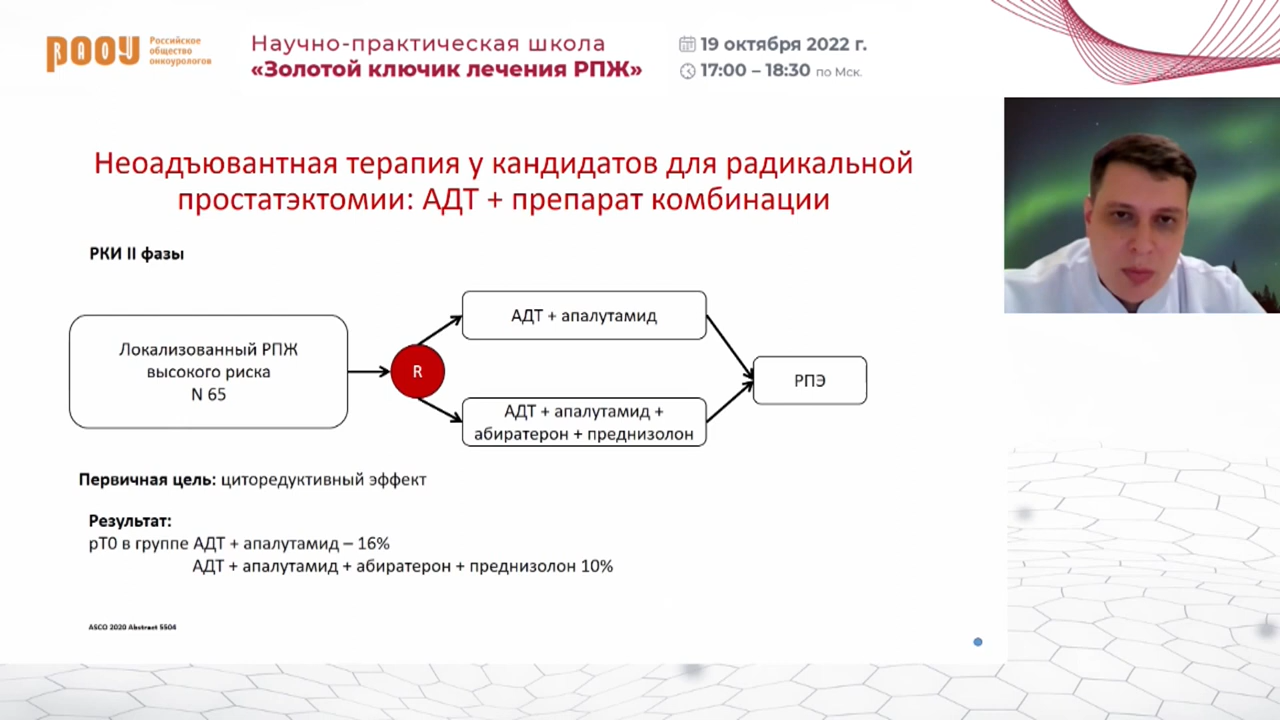 РАОУ
Российское
общество
онкоурологов
Научно-практическая школа
«Золотой ключик лечения РПЖ»
19 октября 2022 г.
17:00 – 18:30 по Мск.
Неоадъювантная терапия у кандидатов для радикальной
простатэктомии: АДТ + препарат комбинации
РКИ II фазы
Локализованный РПЖ
высокого риска
N 65
R
АДТ + апалутамид
АДТ + апалутамид +
абиратерон + преднизолон
РПЭ
Первичная цель: циторедуктивный эффект
Результат:
рТ0 в группе АДТ + апалутамид – 16%
АДТ + апалутамид + абиратерон + преднизолон 10%
ASCO 2020 Abstract 5504